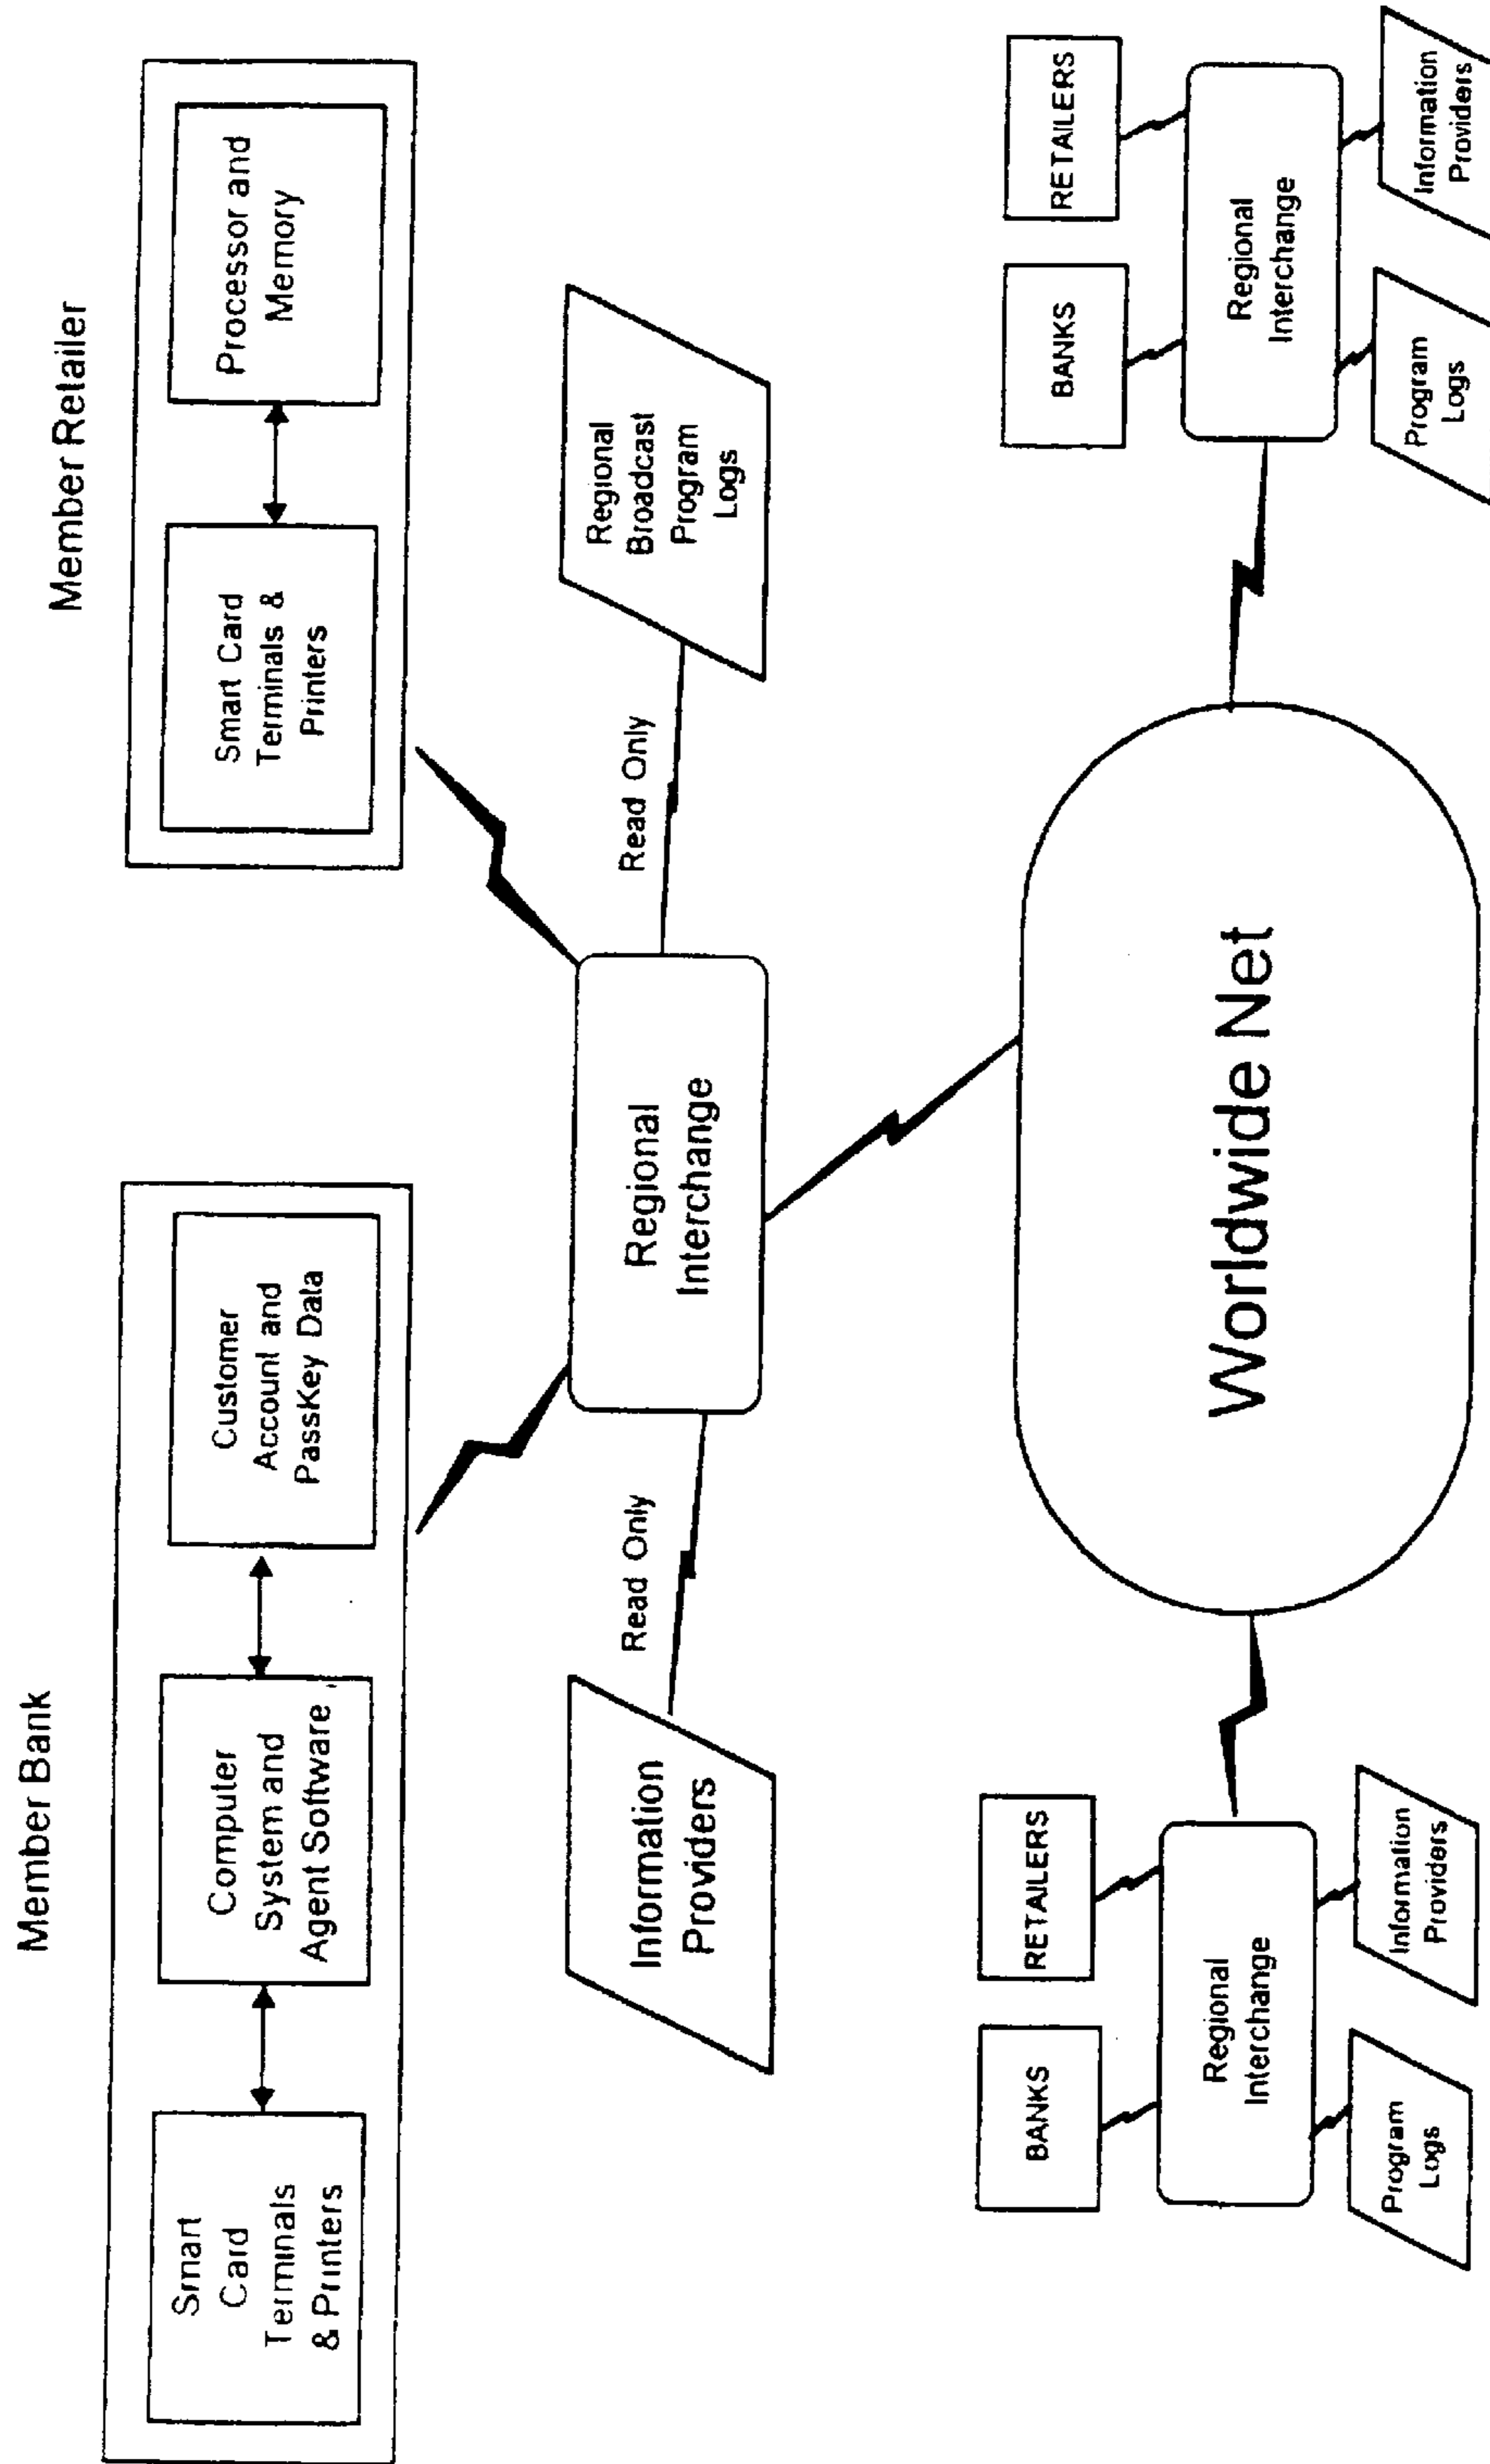 Member Bank
Member Retailer
Smart
Card
Terminals
& Printers
Computer
System and
Agent Software
Customer
Account and
PassKey Data
Smart Card
Terminals &
Printers
Processor and
Memory
Information
Providers
Read Only
Regional
Interchange
Read Only
Regional
Broadcast
Program
Logs
BANKS
RETAILERS
Regional
Interchange
Program
Logs
Information
Providers
Worldwide Net
BANKS
RETAILERS
Regional
Interchange
Program
Logs
Information
Providers